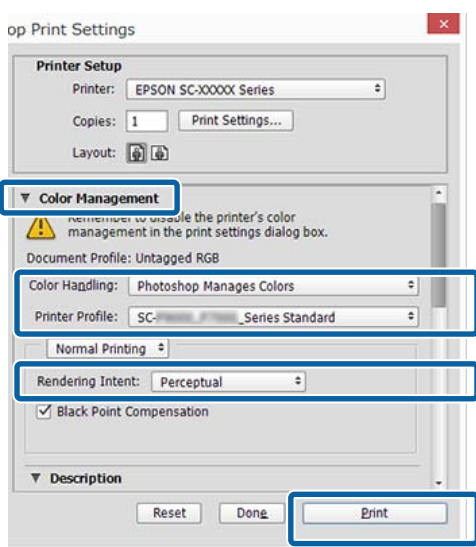 op Print Settings
Printer Setup
Printer: EPSON SC-XXXXX Series
Copies: 1 Print Settings...
Layout:
Color Management
Remember to disable the printer's color
management in the print settings dialog box.
Document Profile: Untagged RGB
Color Handling: Photoshop Manages Colors
Printer Profile: SC- _Series Standard
Normal Printing
Rendering Intent: Perceptual
Black Point Compensation
Description
Reset Done Print